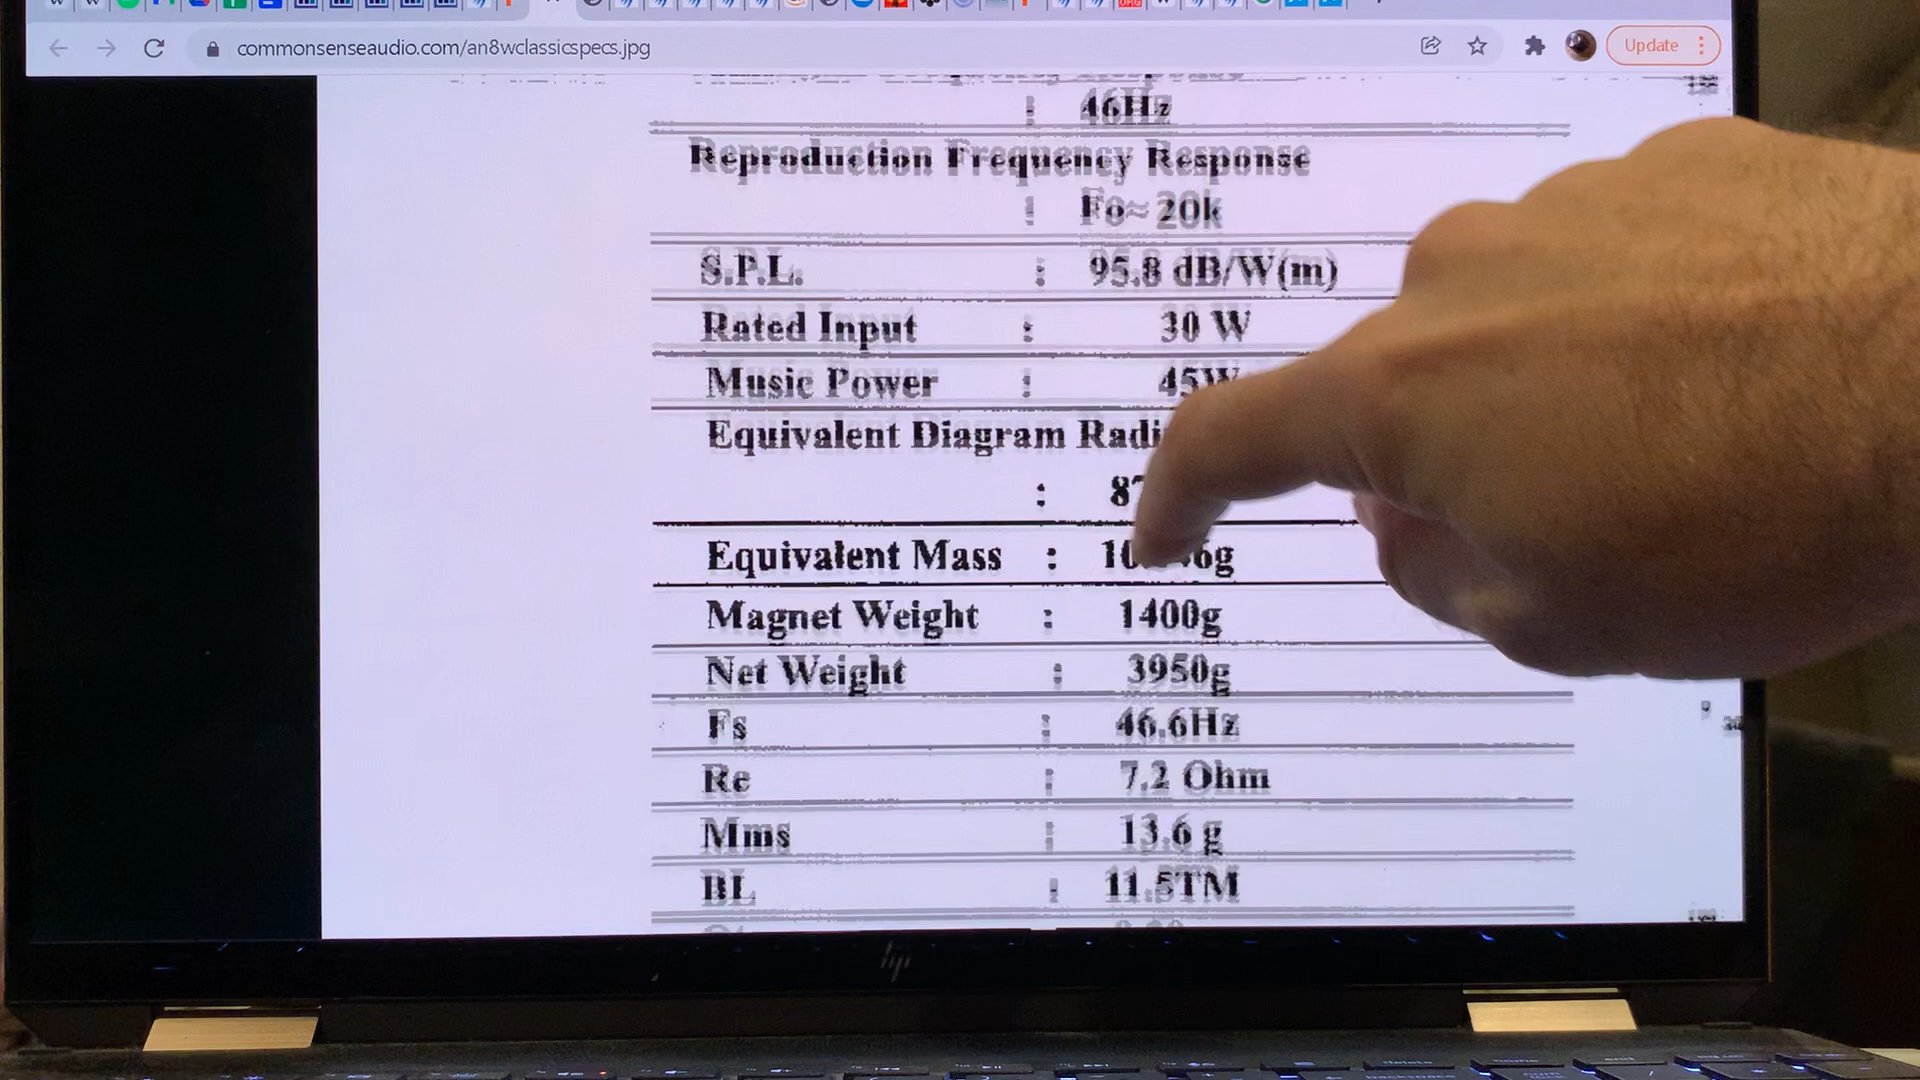 commonsenseaudio.com/an8wclassicspecs.jpg
Update
: 46Hz
Reproduction Frequency Response
: Fo≈ 20k
S.P.L. : 95.8 dB/W(m)
Rated Input : 30 W
Music Power : 45W
Equivalent Diagram
:
Equivalent Mass :
Magnet Weight : 1400g
Net Weight : 3950g
Fs : 46.6Hz
Re : 7.2 Ohm
Mms : 13.6 g
BL : 11.5TM
hp